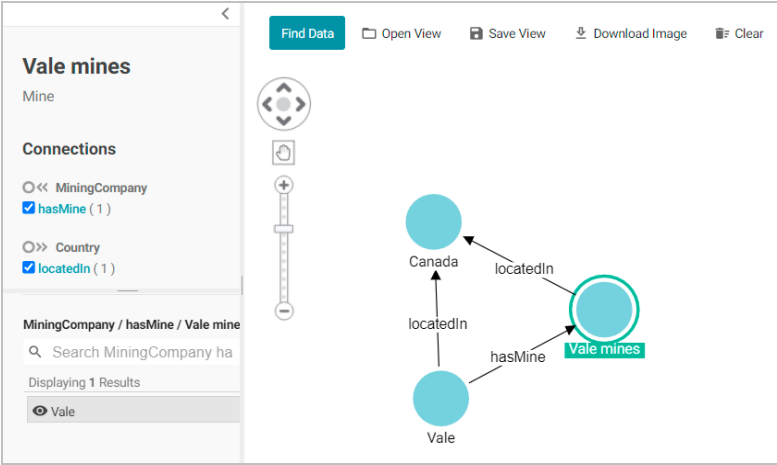 Find Data
Open View
Save View
Download Image
Clear
Vale mines
Mine
Connections
MiningCompany
hasMine ( 1 )
Country
locatedIn ( 1 )
MiningCompany / hasMine / Vale mine
Search MiningCompany ha
Displaying 1 Results
Vale
Canada
locatedIn
locatedIn
Vale mines
hasMine
Vale